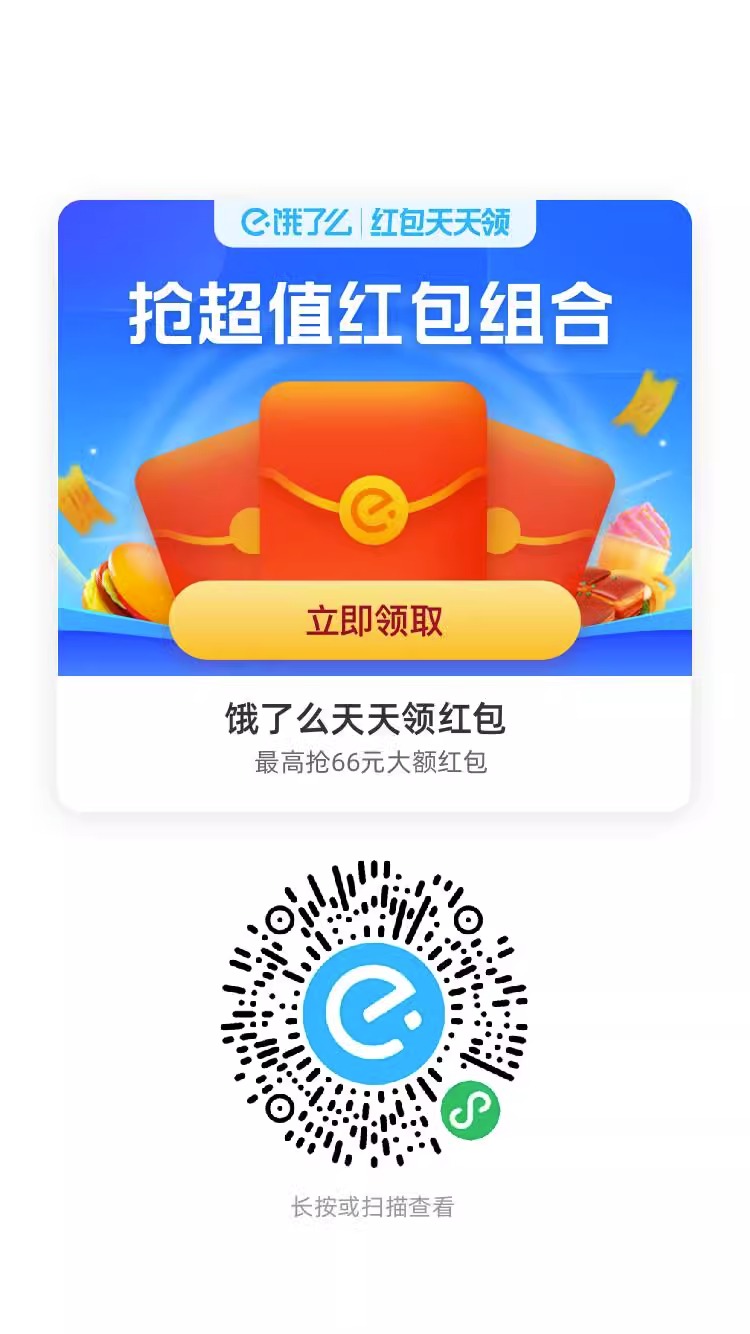 饿了么 | 红包天天领
抢超值红包组合
立即领取
饿了么天天领红包
最高抢66元大额红包
长按或扫描查看